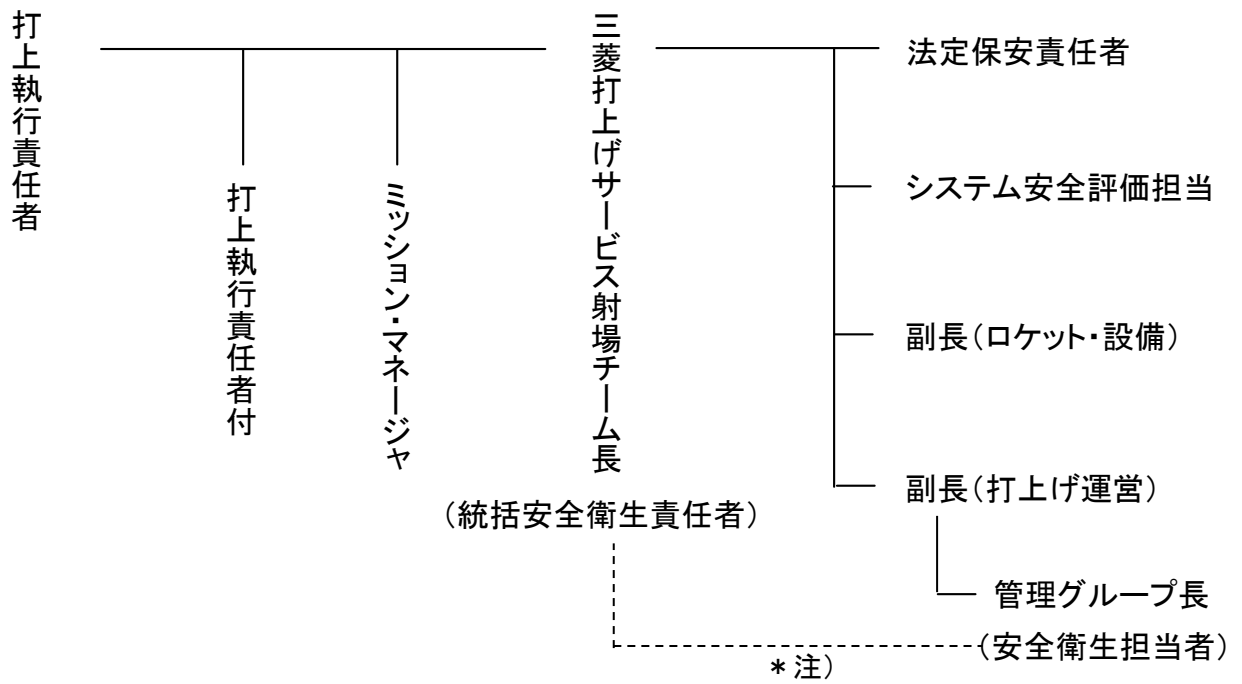 打上執行責任者
打上執行責任者付
ミッション・マネージャ
三菱打上げサービス射場チーム長
（統括安全衛生責任者）
法定保安責任者
システム安全評価担当
副長（ロケット・設備）
副長（打上げ運営）
管理グループ長
（安全衛生担当者）
＊注）